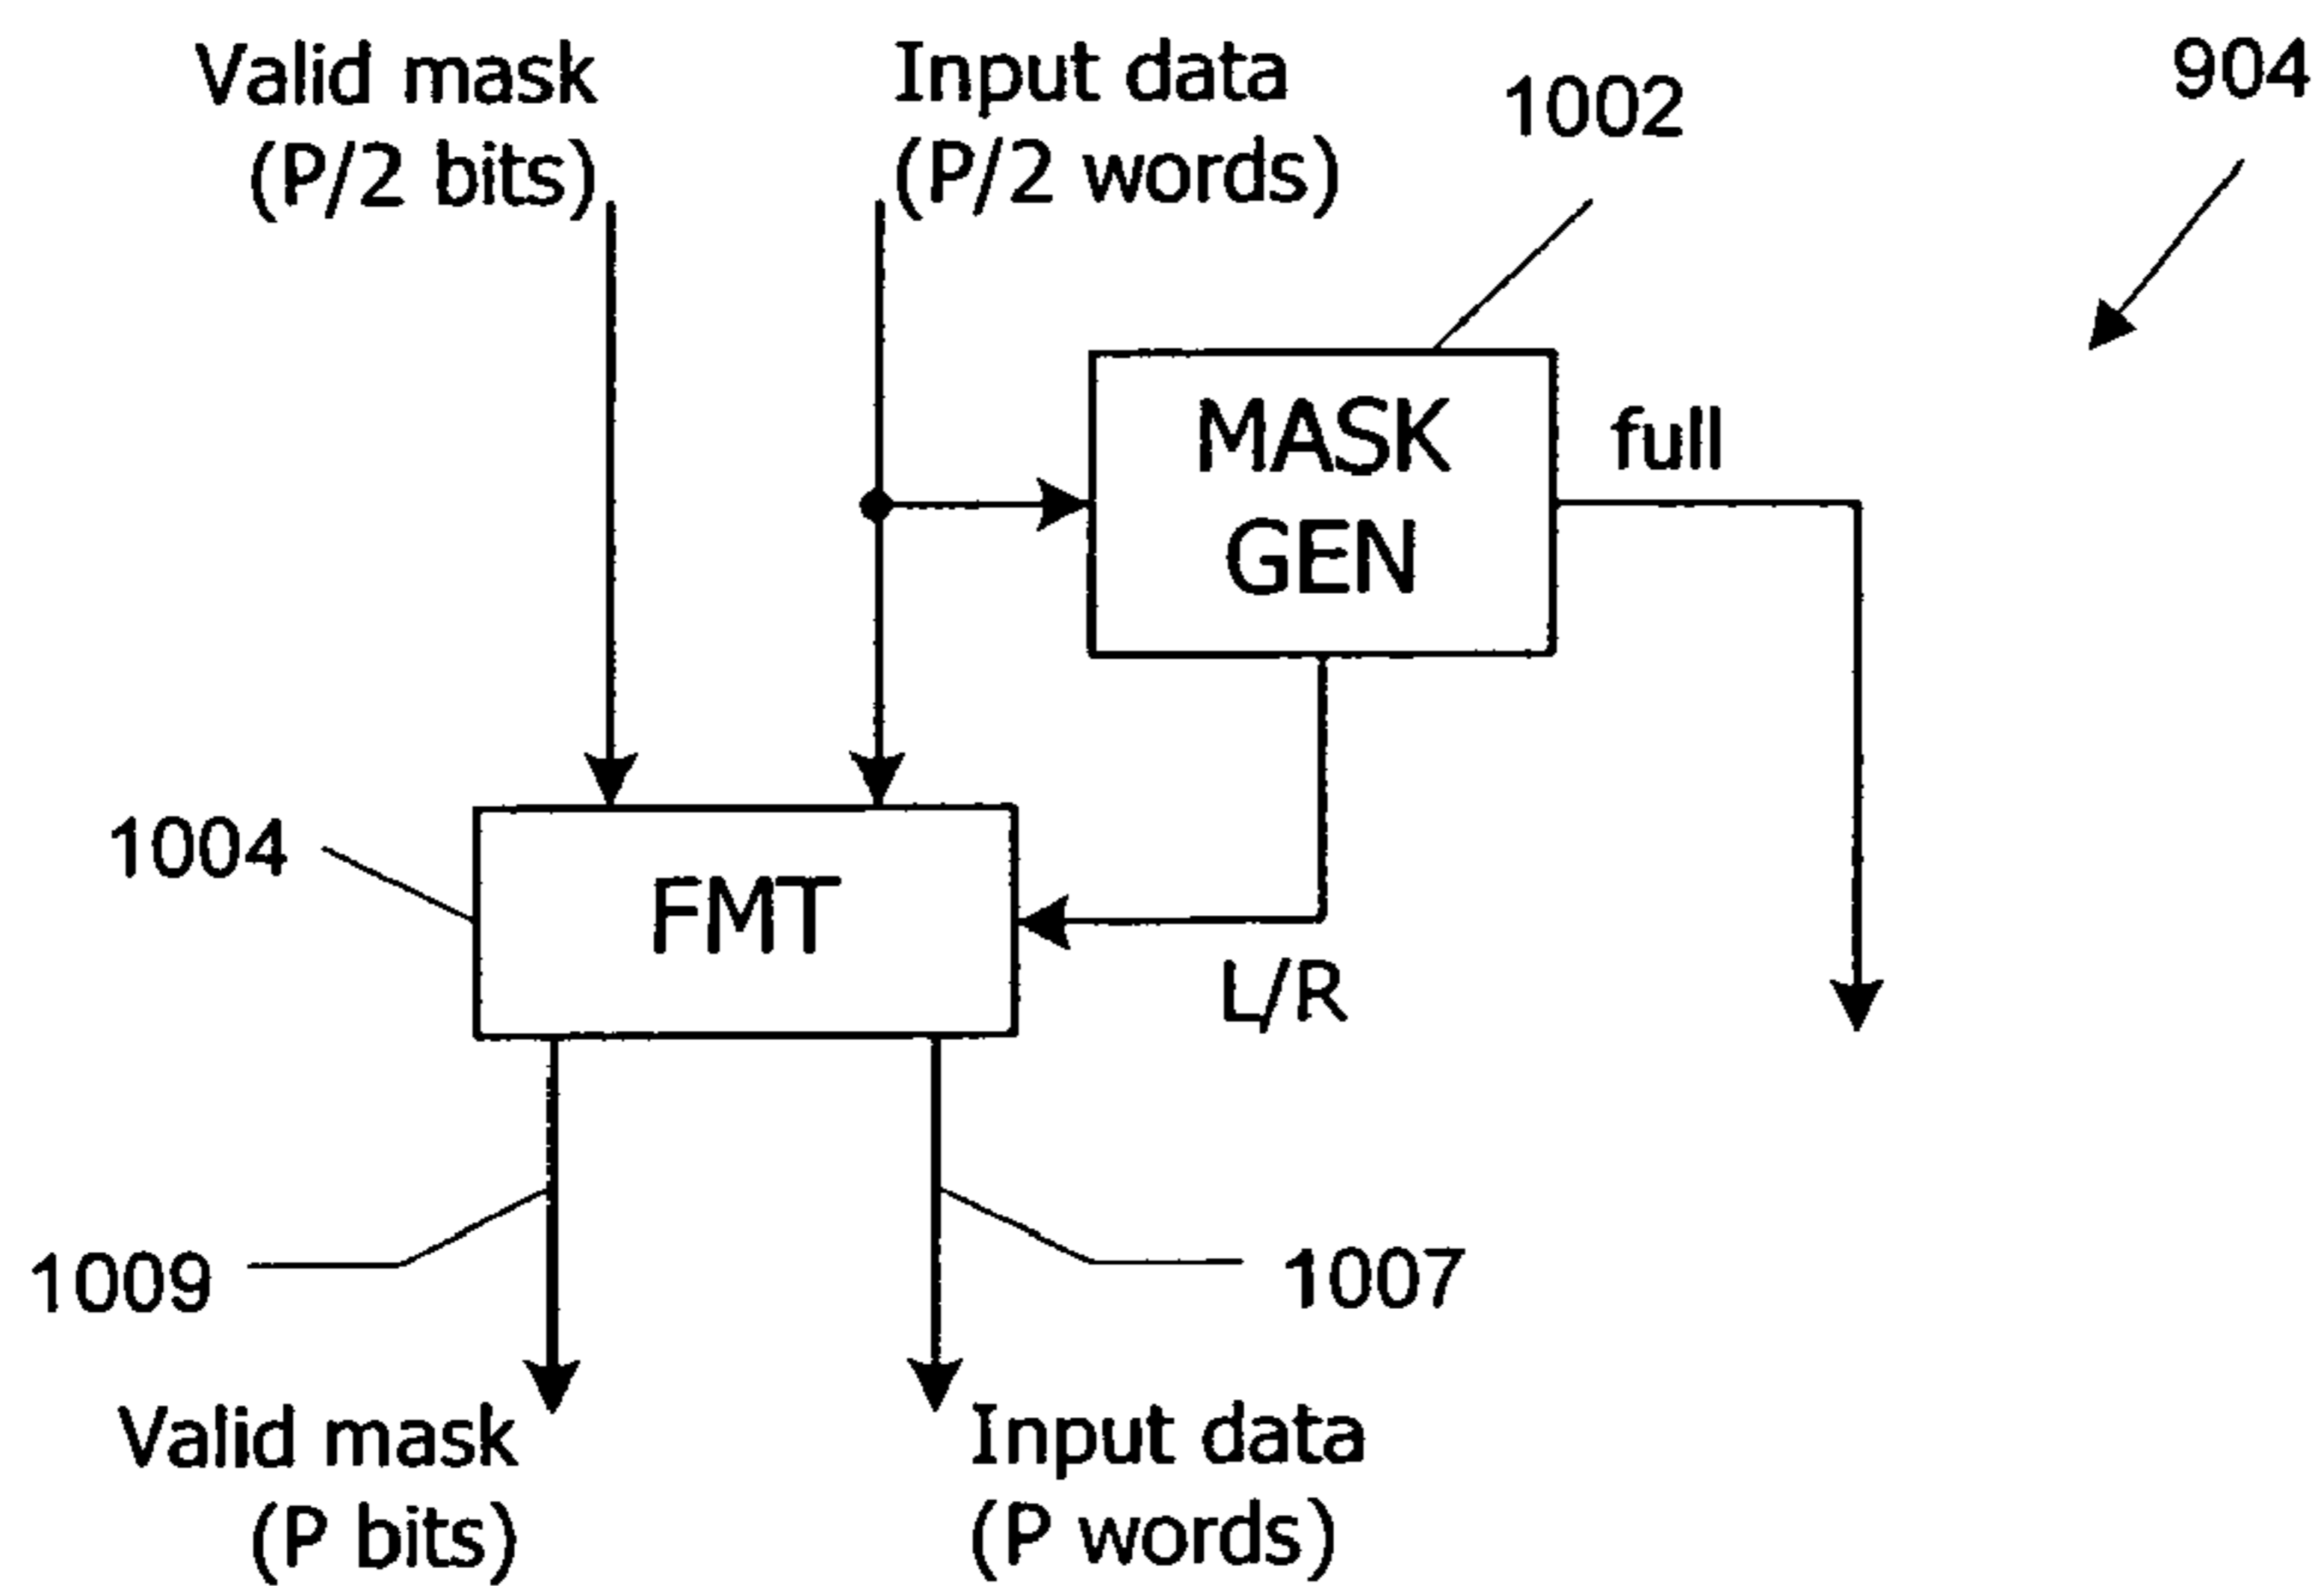 Valid mask
(P/2 bits)
Input data
(P/2 words)
1002
904
MASK
GEN
full
1004
FMT
L/R
1009
1007
Valid mask
(P bits)
Input data
(P words)